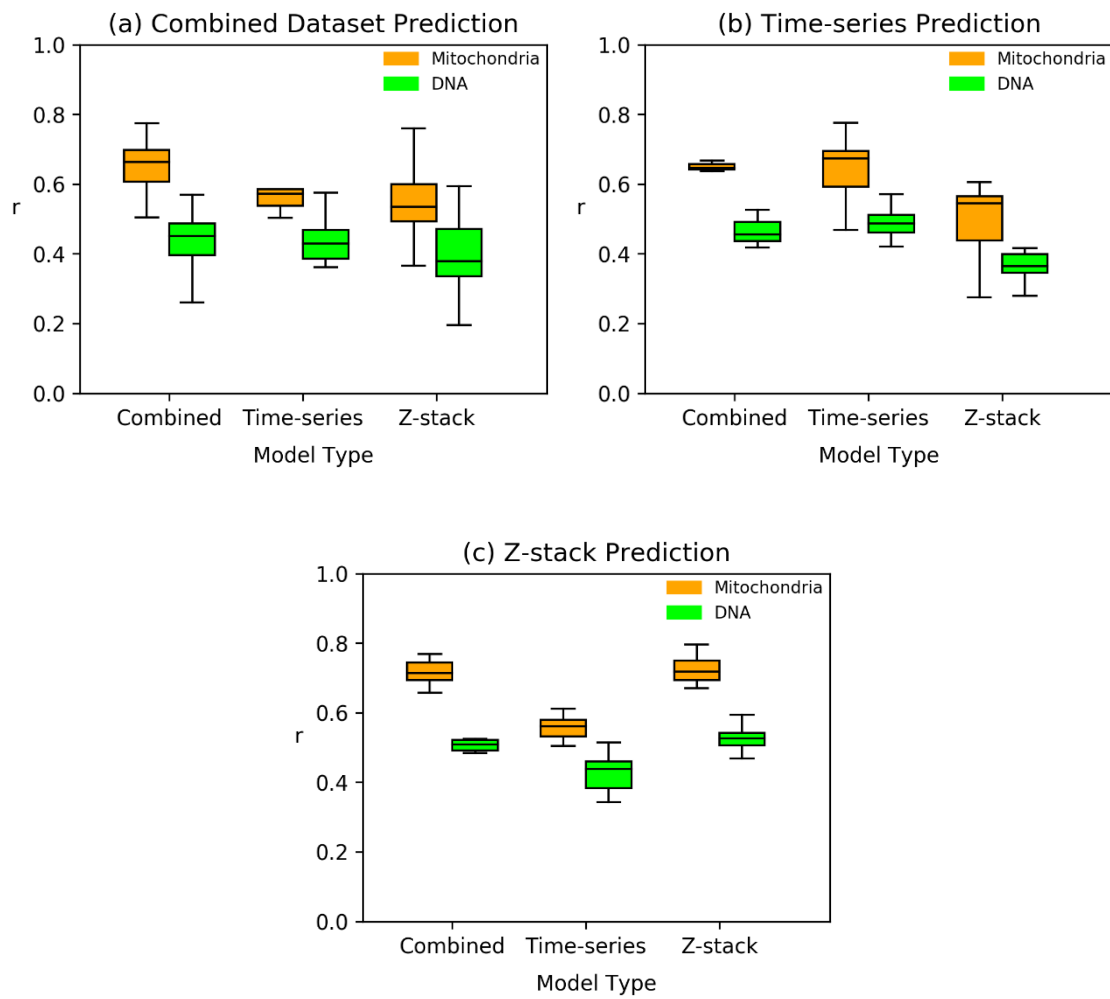 (a) Combined Dataset Prediction
1.0
0.8
0.6
0.4
0.2
0.0
r
Mitochondria
DNA
Combined Time-series Z-stack
Model Type
(b) Time-series Prediction
1.0
0.8
0.6
0.4
0.2
0.0
r
Mitochondria
DNA
Combined Time-series Z-stack
Model Type
(c) Z-stack Prediction
1.0
0.8
0.6
0.4
0.2
0.0
r
Mitochondria
DNA
Combined Time-series Z-stack
Model Type